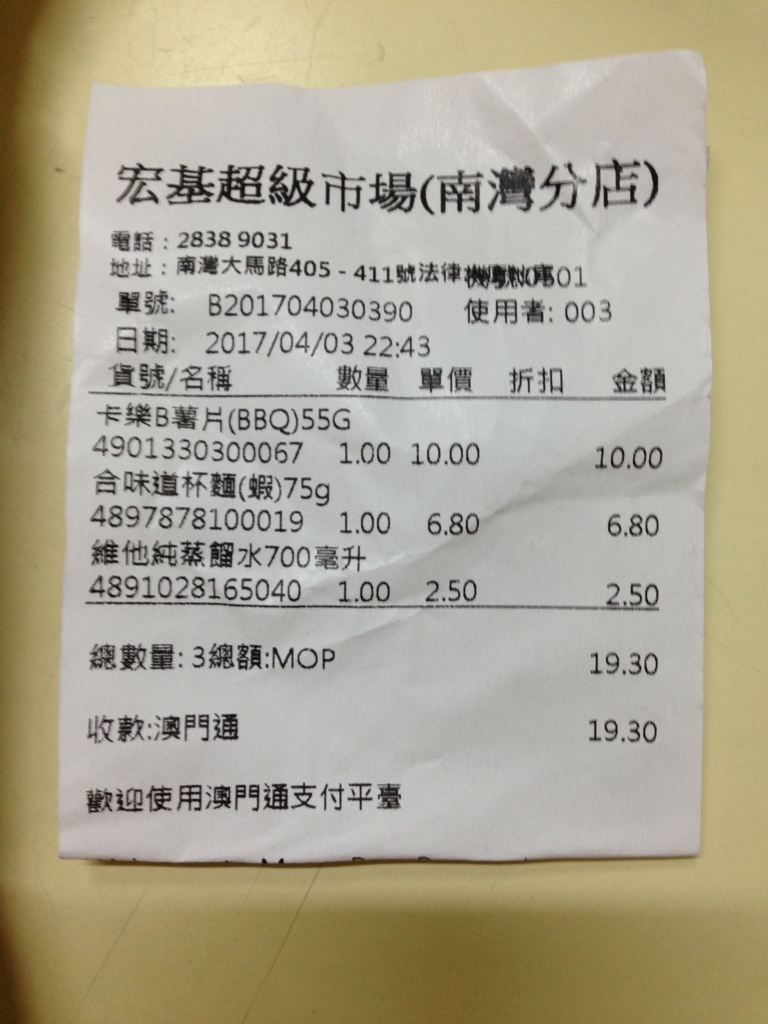 宏基超級市場(南灣分店)
電話：2838 9031
地址：南灣大馬路405 - 411號法律
單號: B201704030390 使用者: 003
日期: 2017/04/03 22:43
貨號/名稱 數量 單價 折扣 金額
卡樂B薯片(BBQ)55G
4901330300067 1.00 10.00 10.00
合味道杯麵(蝦)75g
4897878100019 1.00 6.80 6.80
維他純蒸餾水700毫升
4891028165040 1.00 2.50 2.50
總數量: 3總額:MOP 19.30
收款:澳門通 19.30
歡迎使用澳門通支付平臺